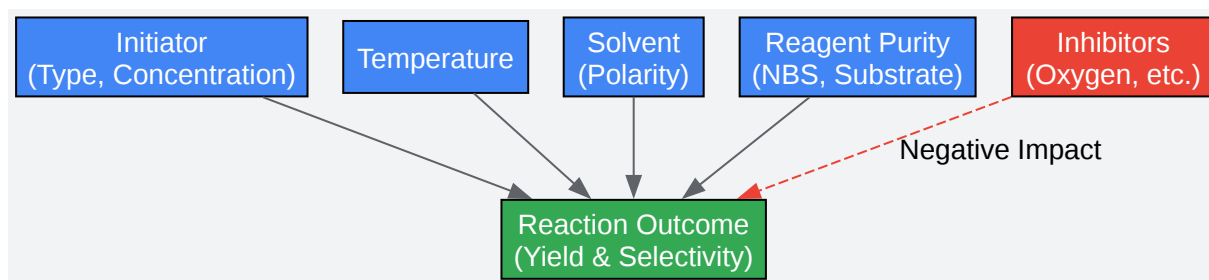 Initiator
(Type, Concentration)
Temperature
Solvent
(Polarity)
Reagent Purity
(NBS, Substrate)
Inhibitors
(Oxygen, etc.)
Negative Impact
Reaction Outcome
(Yield & Selectivity)